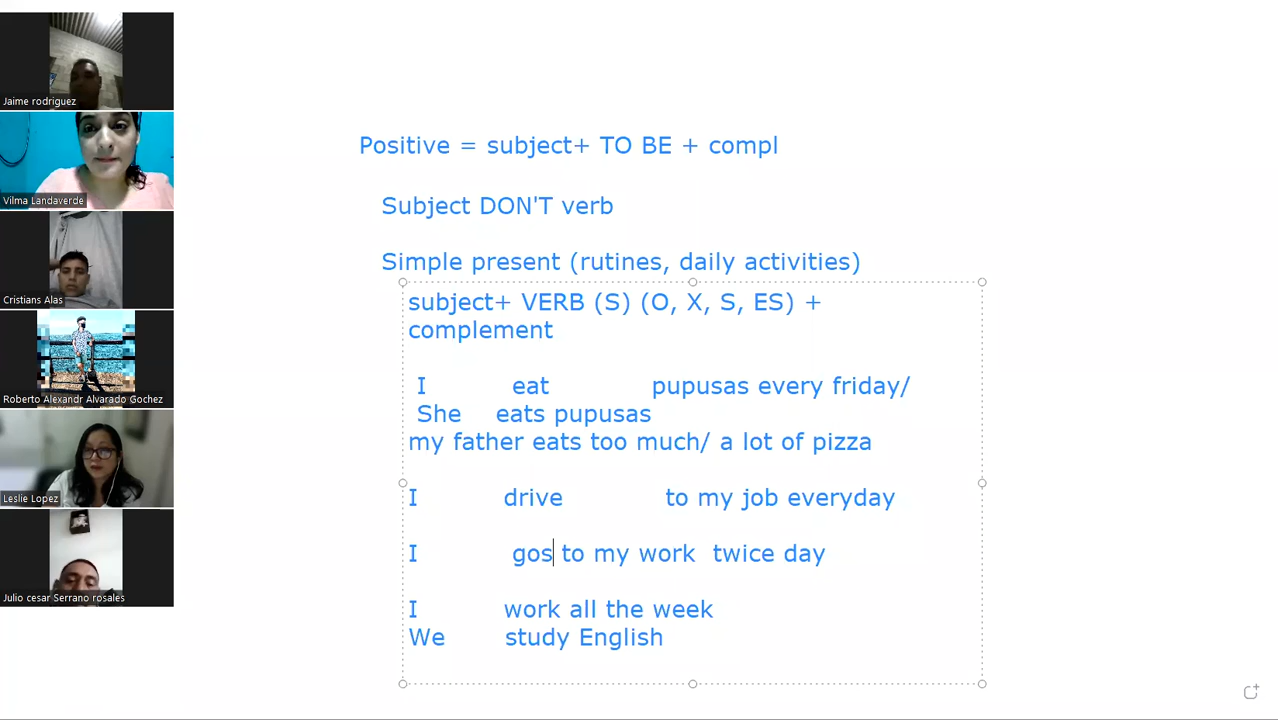 Jaime rodriguez
Vilma Landaverde
Cristians Alas
Roberto Alexandr Alvarado Gochez
Leslie Lopez
Julio cesar Serrano rosales
Positive = subject+ TO BE + compl
Subject DON'T verb
Simple present (rutines, daily activities)
subject+ VERB (S) (O, X, S, ES) +
complement
I eat pupusas every friday/
She eats pupusas
my father eats too much/ a lot of pizza
I drive to my job everyday
I gos to my work twice day
I work all the week
We study English